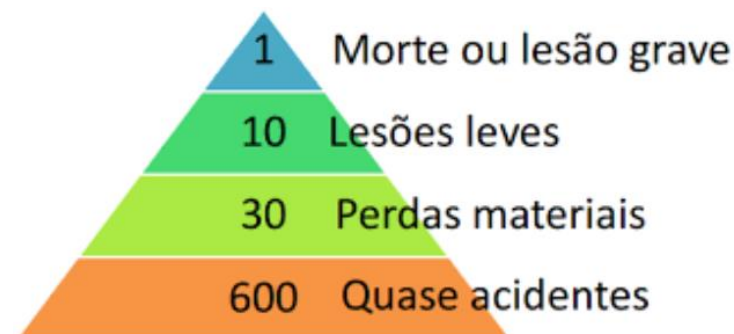 1 Morte ou lesão grave
10 Lesões leves
30 Perdas materiais
600 Quase acidentes